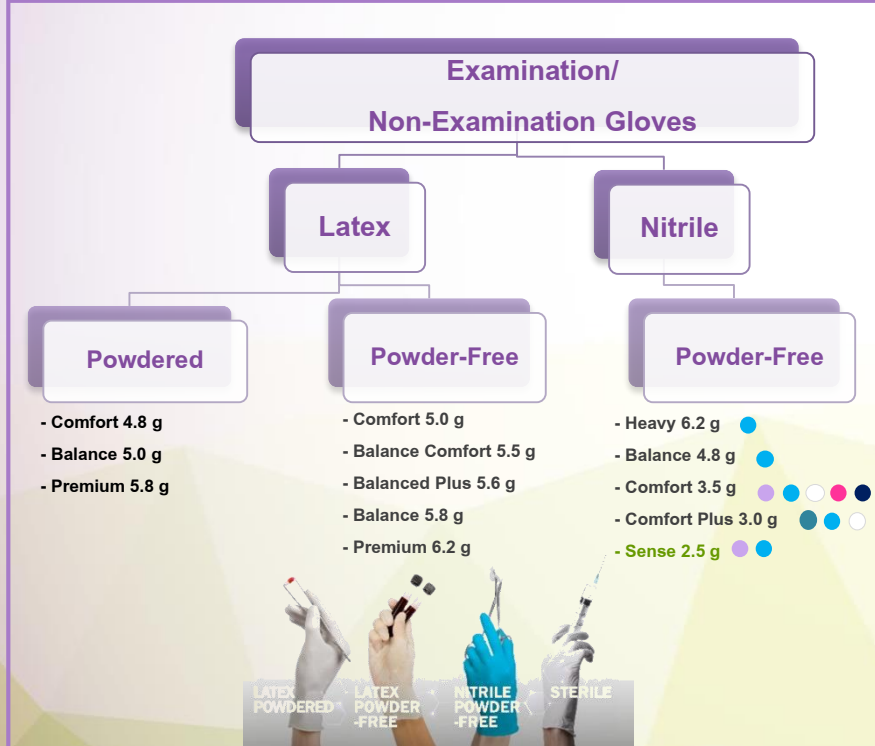 Examination/
Non-Examination Gloves
Latex
Nitrile
Powdered
Powder-Free
Powder-Free
- Comfort 4.8 g
- Balance 5.0 g
- Premium 5.8 g
- Comfort 5.0 g
- Balance Comfort 5.5 g
- Balanced Plus 5.6 g
- Balance 5.8 g
- Premium 6.2 g
- Heavy 6.2 g
- Balance 4.8 g
- Comfort 3.5 g
- Comfort Plus 3.0 g
- Sense 2.5 g
LATEX
POWDERED
LATEX
POWDER
-FREE
NITRILE
POWDER
-FREE
STERILE